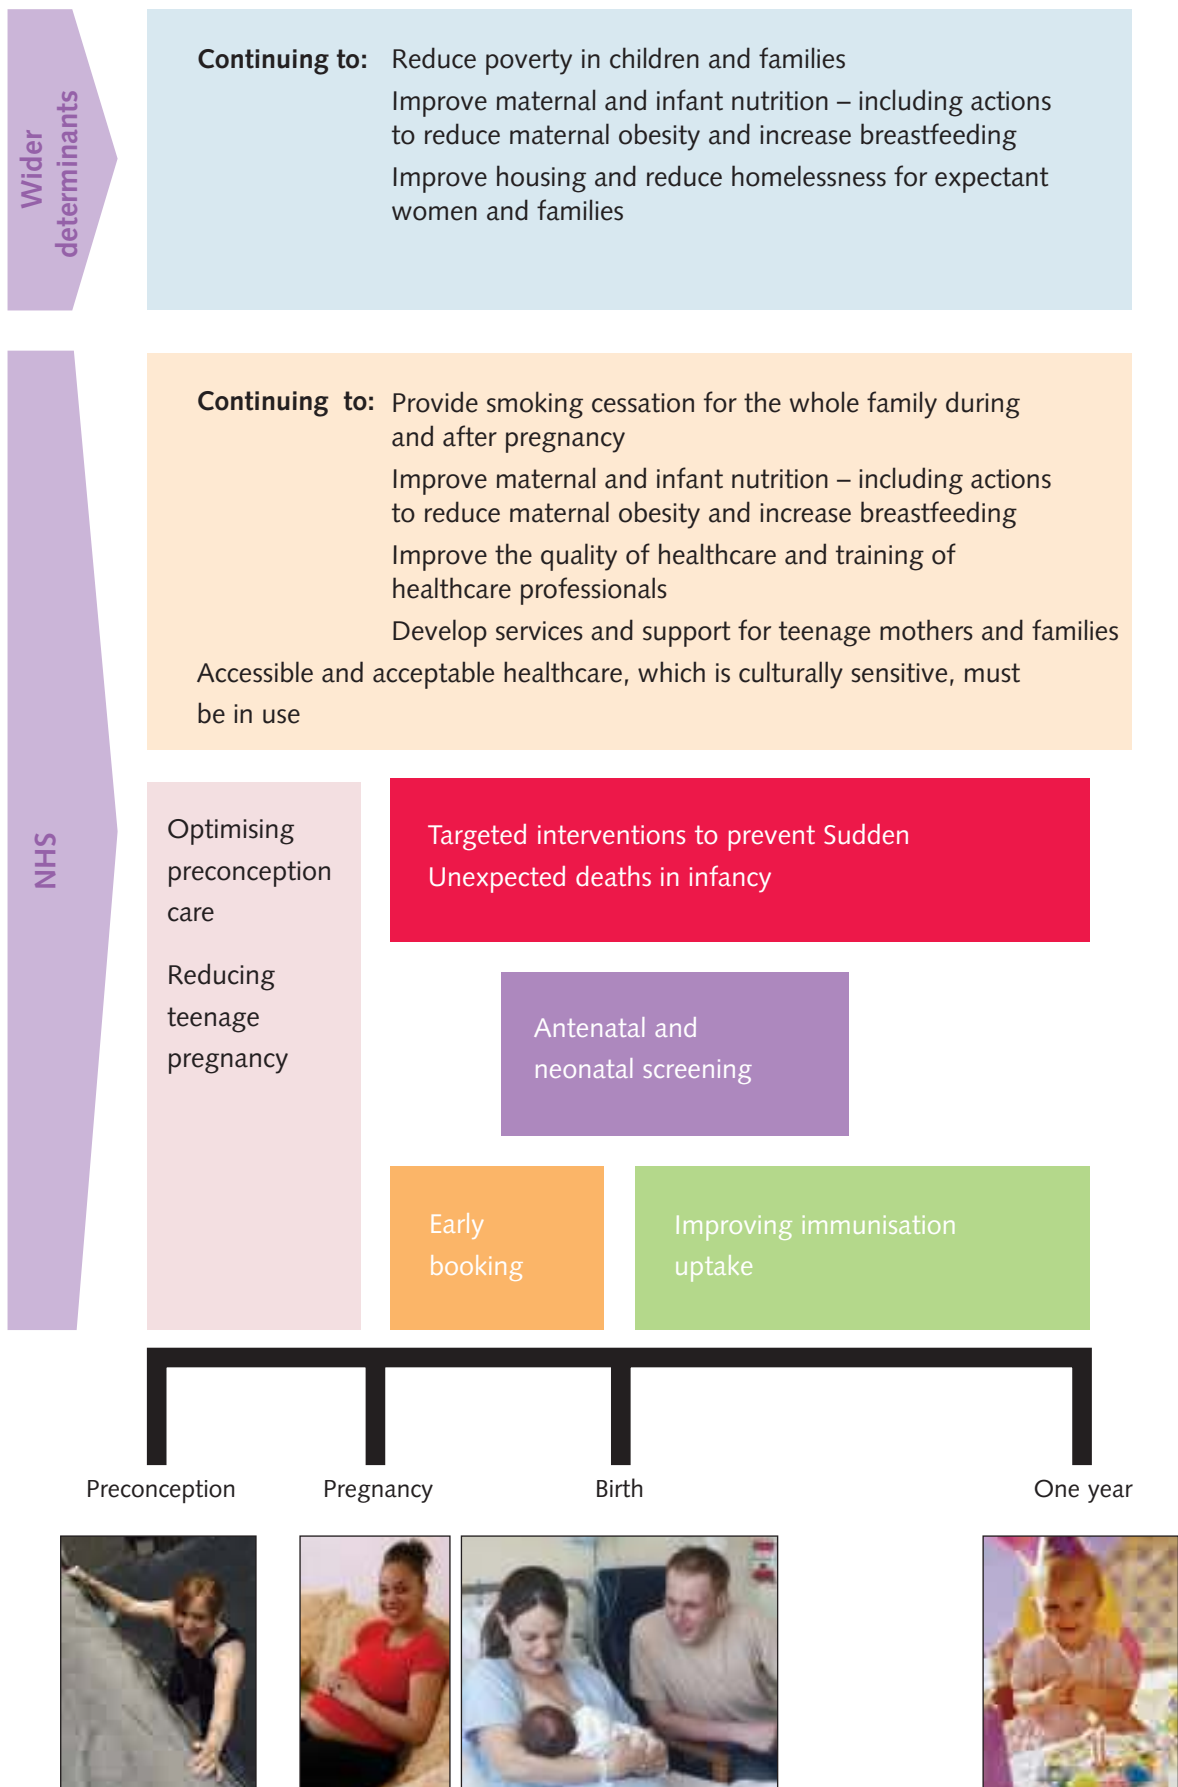 Wider
determinants
Continuing to: Reduce poverty in children and families
Improve maternal and infant nutrition – including actions
to reduce maternal obesity and increase breastfeeding
Improve housing and reduce homelessness for expectant
women and families
NHS
Continuing to: Provide smoking cessation for the whole family during
and after pregnancy
Improve maternal and infant nutrition – including actions
to reduce maternal obesity and increase breastfeeding
Improve the quality of healthcare and training of
healthcare professionals
Develop services and support for teenage mothers and families
Accessible and acceptable healthcare, which is culturally sensitive, must
be in use
Optimising
preconception
care
Reducing
teenage
pregnancy
Targeted interventions to prevent Sudden
Unexpected deaths in infancy
Antenatal and
neonatal screening
Early
booking
Improving immunisation
uptake
Preconception
Pregnancy
Birth
One year